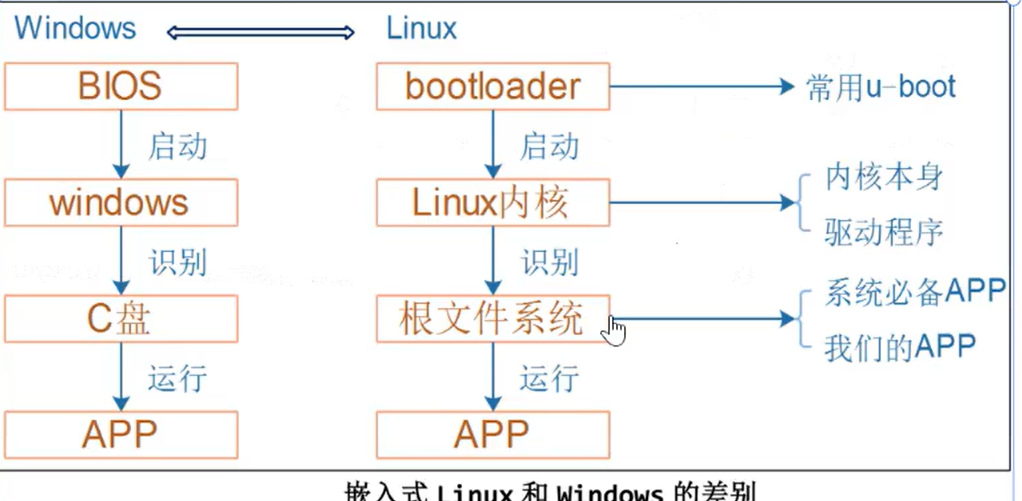 Windows
Linux
BIOS
bootloader
常用u-boot
启动
启动
windows
Linux内核
内核本身
驱动程序
识别
识别
C盘
根文件系统
系统必备APP
我们的APP
运行
运行
APP
APP
嵌入式 Linux 和 Windows 的差别